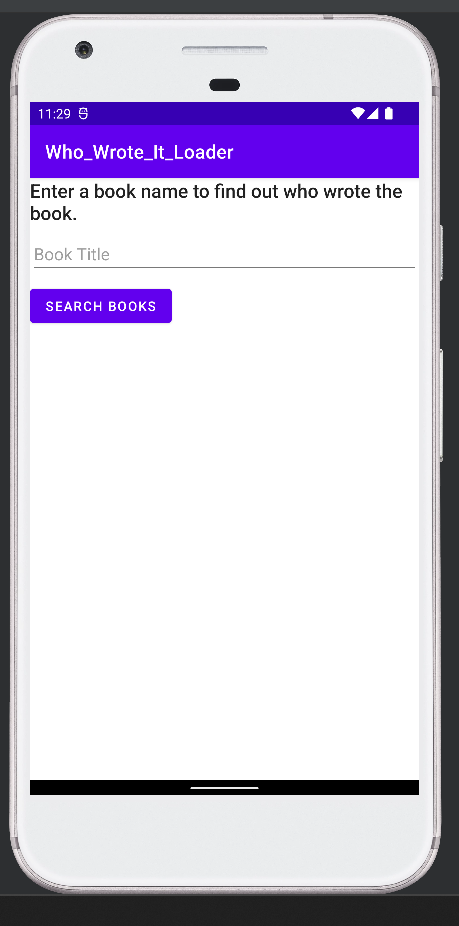 11:29
Who_Wrote_It_Loader
Enter a book name to find out who wrote the
book.
Book Title
SEARCH BOOKS